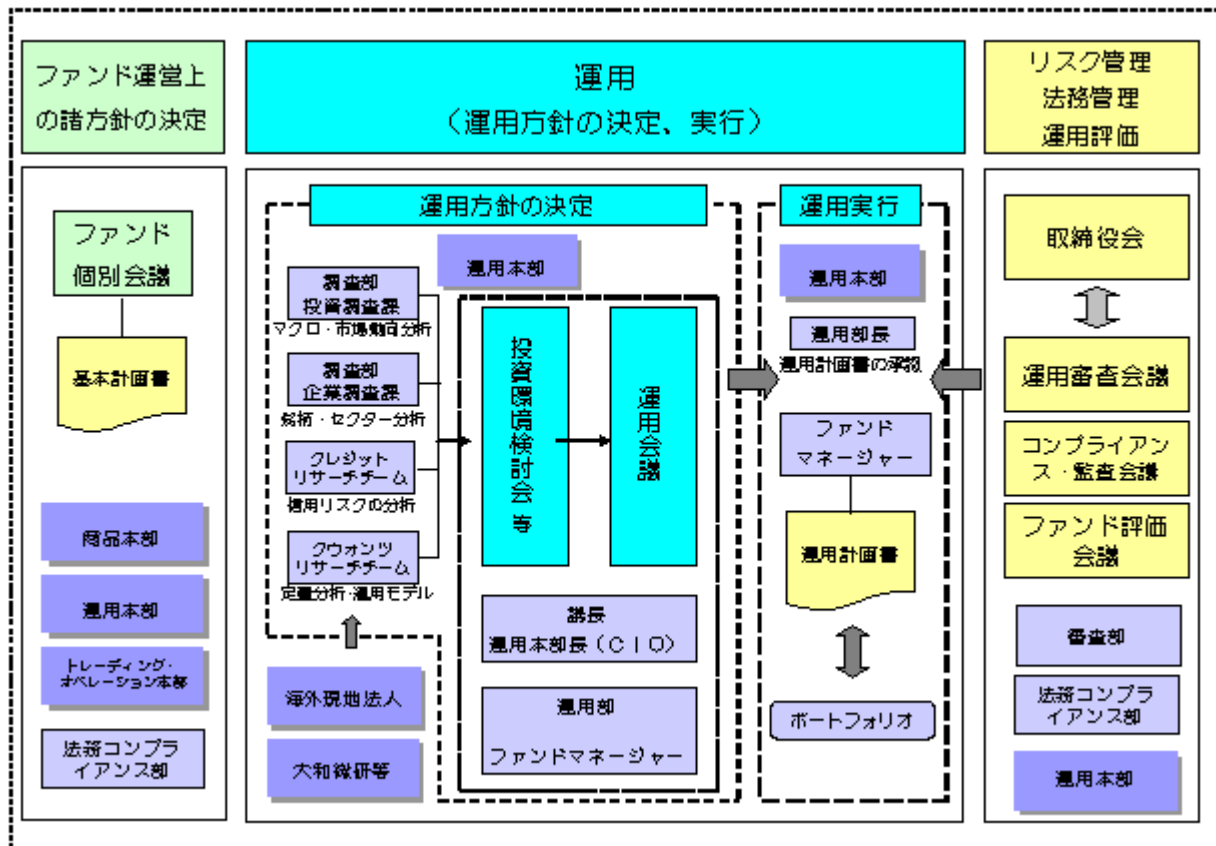 ファンド運営上
の諸方針の決定
運用
（運用方針の決定、実行）
リスク管理
法務管理
運用評価
ファンド
個別会議
基本計画書
商品本部
運用本部
トレーディング・
オペレーション本部
法務コンプラ
イアンス部
運用方針の決定
運用本部
調査部
投資調査課
マクロ・市場動向分析
調査部
企業調査課
銘柄・セクター分析
クレジット
リサーチチーム
信用リスクの分析
クウォンツ
リサーチチーム
定量分析・運用モデル
海外現地法人
大和総研等
投資環境検討会 等
運用会議
議長
運用本部長（ＣＩＯ）
運用部
ファンドマネージャー
運用実行
運用本部
運用部長
運用計画書の承認
ファンド
マネージャー
運用計画書
ポートフォリオ
取締役会
運用審査会議
コンプライアン
ス・監査会議
ファンド評価
会議
審査部
法務コンプラ
イアンス部
運用本部